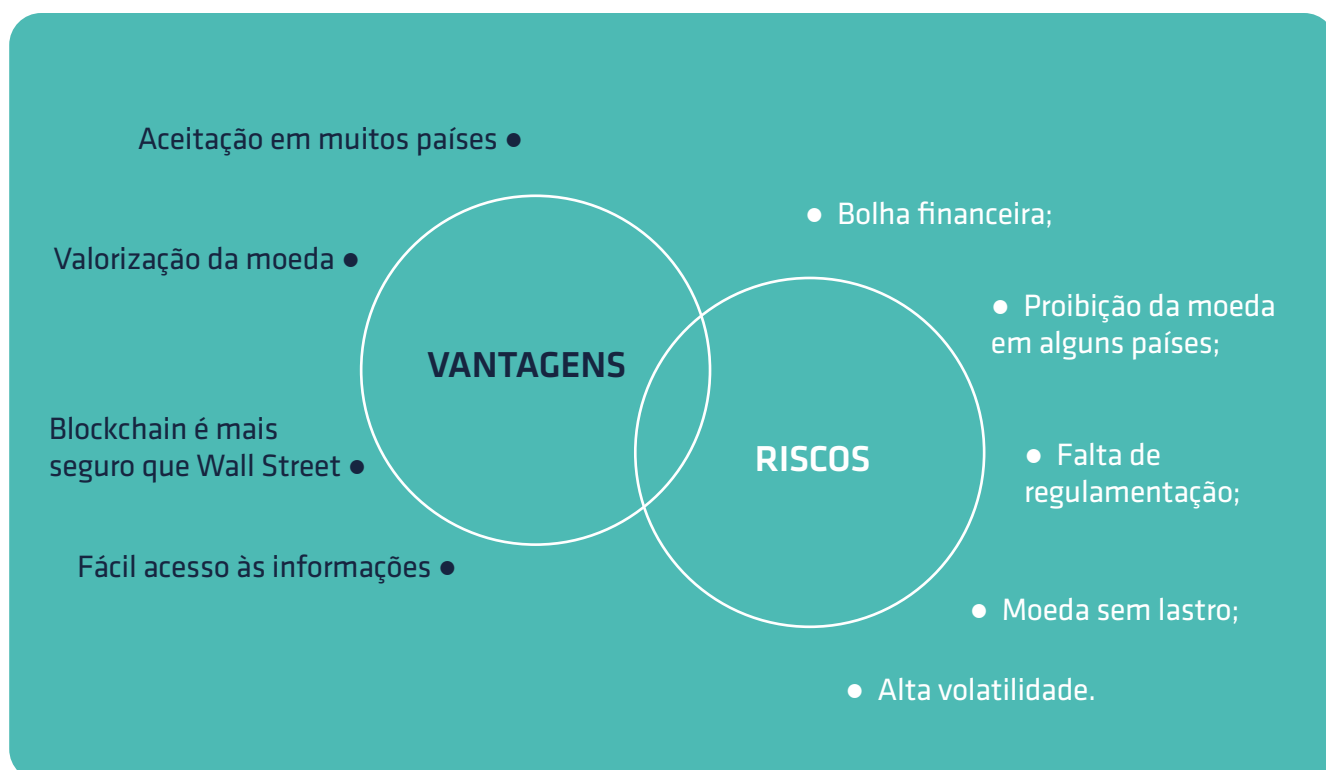 Aceitação em muitos países ●
Valorização da moeda ●
VANTAGENS
Blockchain é mais
seguro que Wall Street ●
Fácil acesso às informações ●
● Bolha financeira;
● Proibição da moeda
em alguns países;
RISCOS
● Falta de
regulamentação;
● Moeda sem lastro;
● Alta volatilidade.